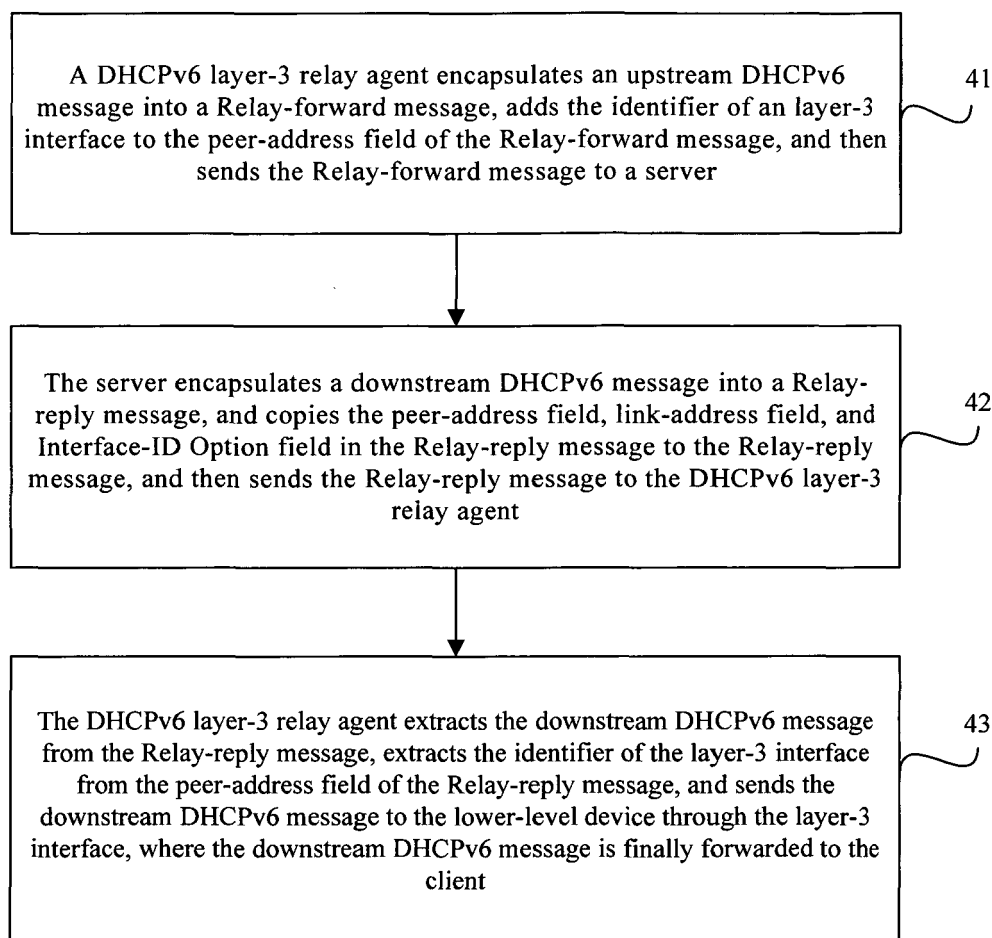 A DHCPv6 layer-3 relay agent encapsulates an upstream DHCPv6
message into a Relay-forward message, adds the identifier of an layer-3
interface to the peer-address field of the Relay-forward message, and then
sends the Relay-forward message to a server
41
The server encapsulates a downstream DHCPv6 message into a Relay-
reply message, and copies the peer-address field, link-address field, and
Interface-ID Option field in the Relay-reply message to the Relay-reply
message, and then sends the Relay-reply message to the DHCPv6 layer-3
relay agent
42
The DHCPv6 layer-3 relay agent extracts the downstream DHCPv6 message
from the Relay-reply message, extracts the identifier of the layer-3 interface
from the peer-address field of the Relay-reply message, and sends the
downstream DHCPv6 message to the lower-level device through the layer-3
interface, where the downstream DHCPv6 message is finally forwarded to the
client
43